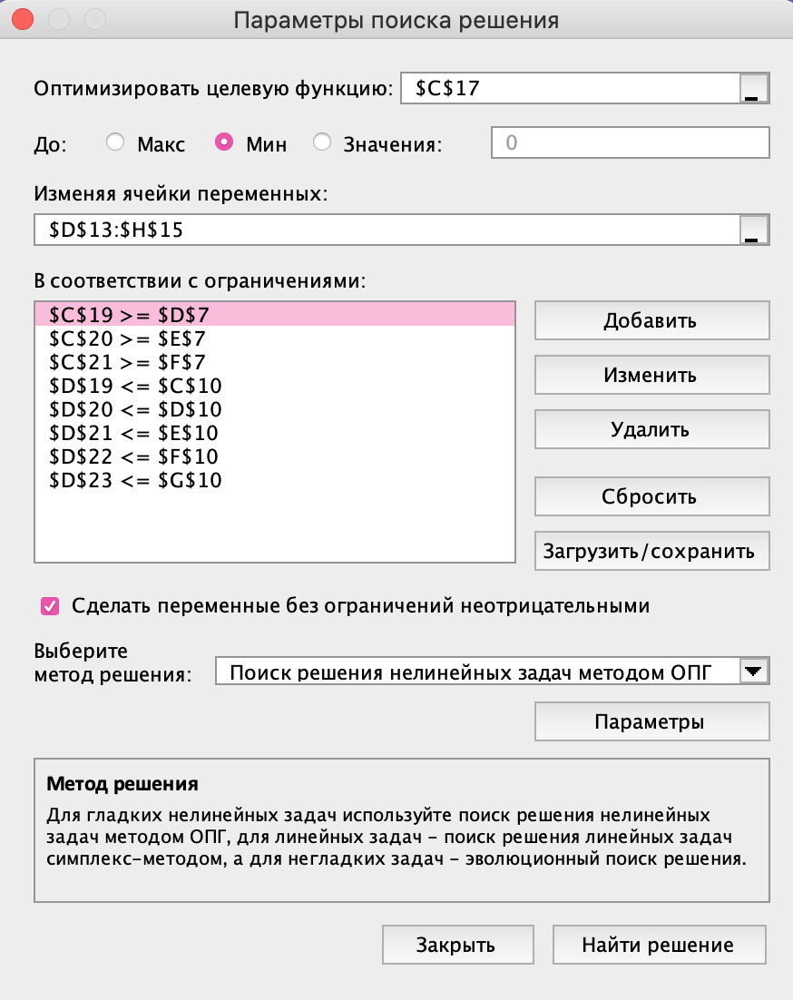 Параметры поиска решения
Оптимизировать целевую функцию: $C$17
До: Макс Мин Значения: 0
Изменяя ячейки переменных:
$D$13:$H$15
В соответствии с ограничениями:
$C$19 >= $D$7
$C$20 >= $E$7
$C$21 >= $F$7
$D$19 <= $C$10
$D$20 <= $D$10
$D$21 <= $E$10
$D$22 <= $F$10
$D$23 <= $G$10
Добавить
Изменить
Удалить
Сбросить
Загрузить/сохранить
Сделать переменные без ограничений неотрицательными
Выберите
метод решения: Поиск решения нелинейных задач методом ОПГ
Параметры
Метод решения
Для гладких нелинейных задач используйте поиск решения нелинейных
задач методом ОПГ, для линейных задач – поиск решения линейных задач
симплекс-методом, а для негладких задач – эволюционный поиск решения.
Закрыть Найти решение